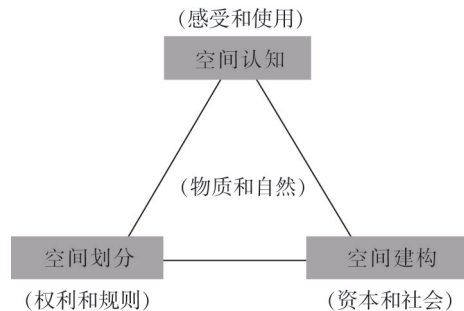 (感受和使用)
空间认知
(物质和自然)
空间划分
空间建构
(权利和规则)
(资本和社会)